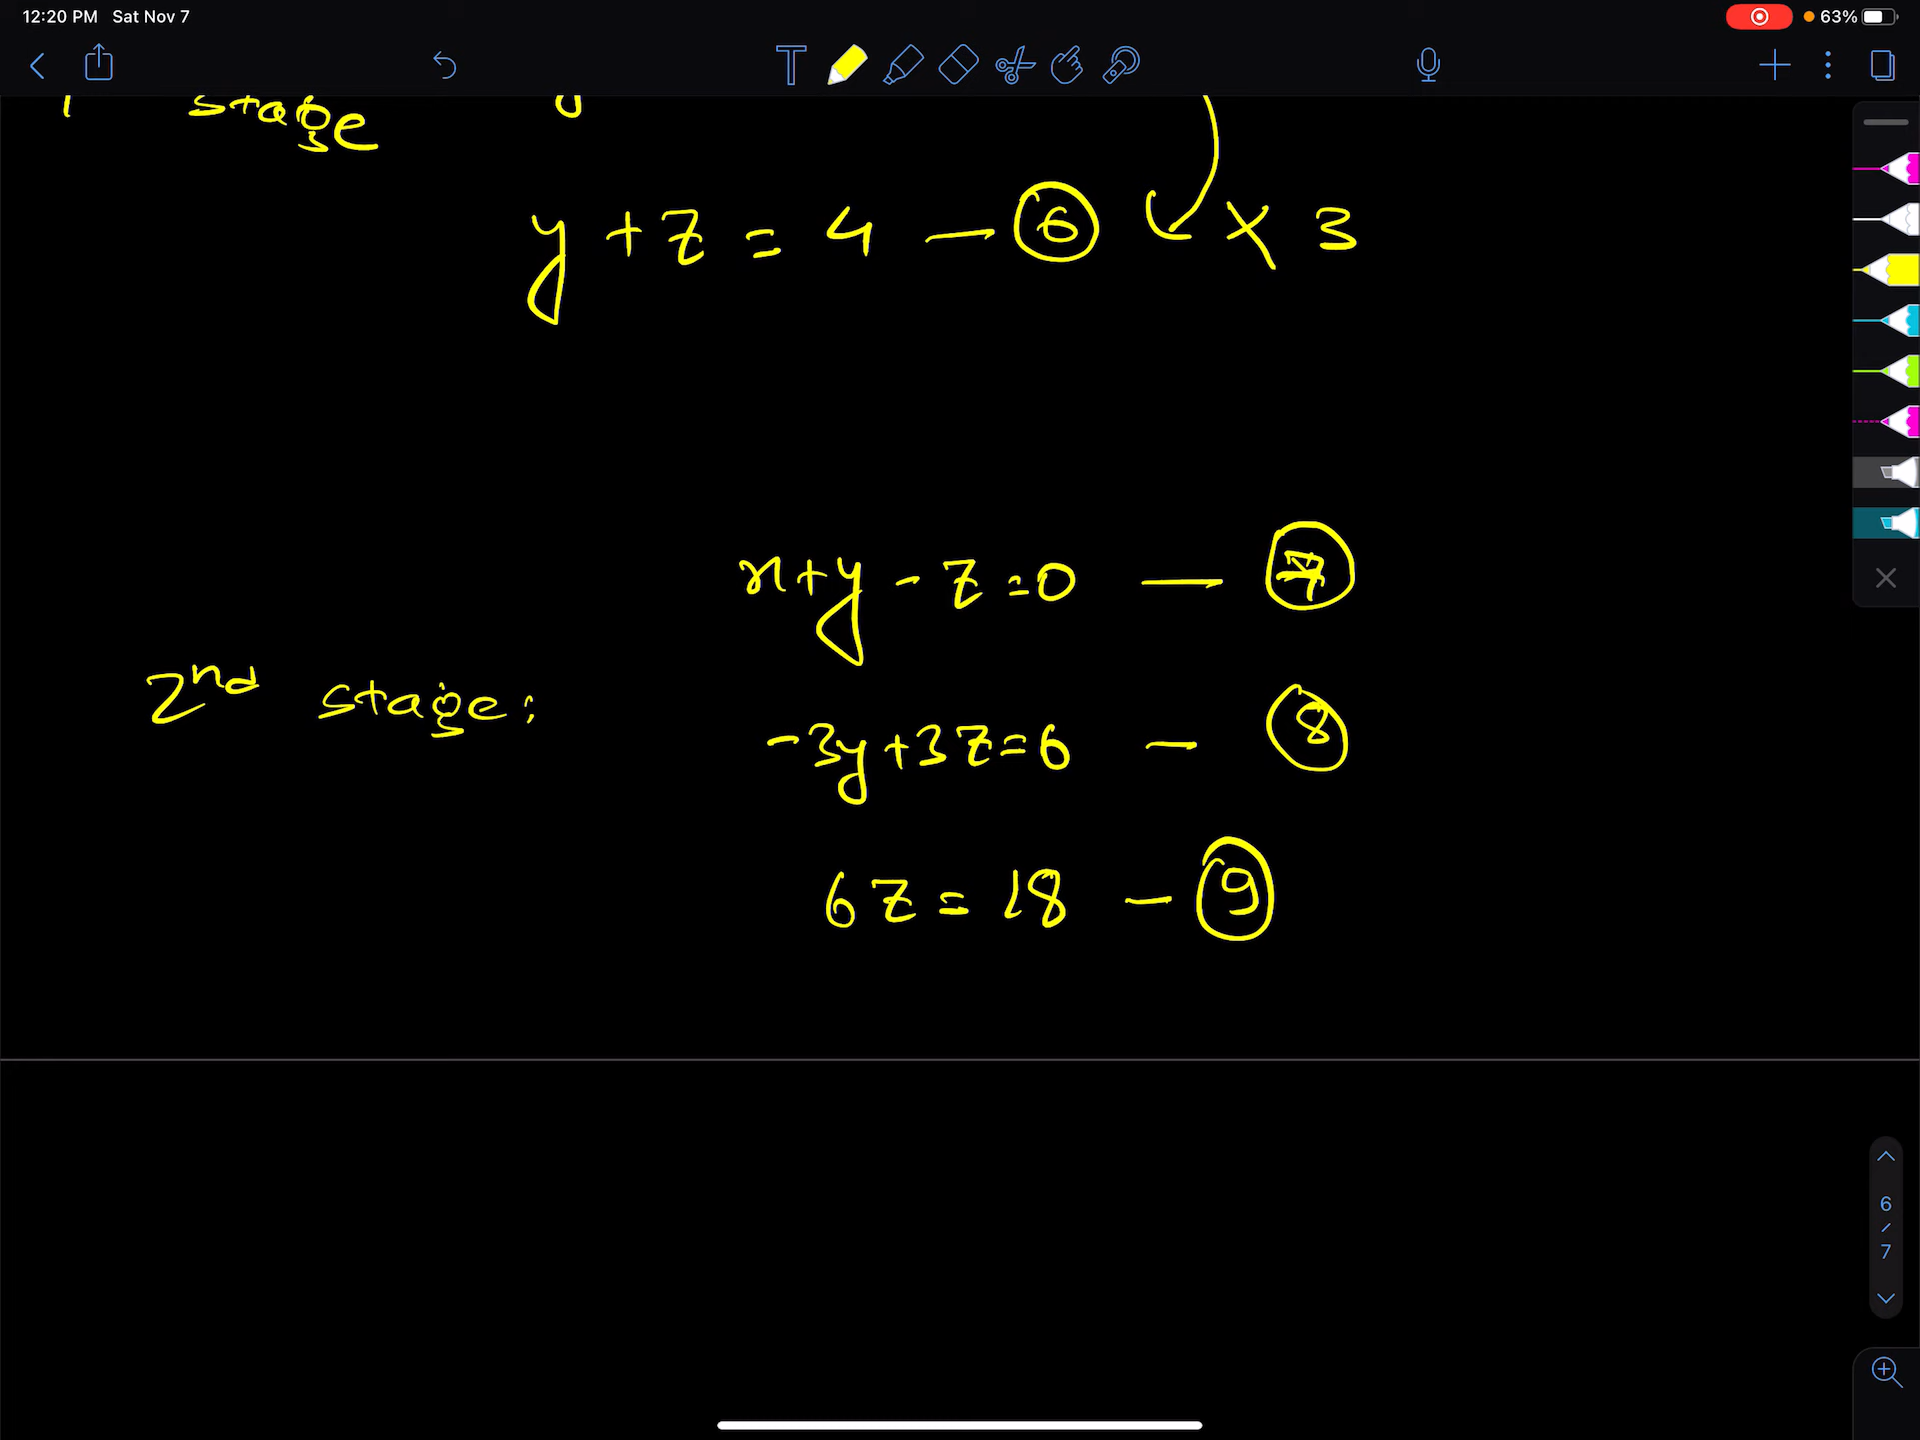 12:20 PM Sat Nov 7
63%
stage
y + z = 4 — 6 × 3
x + y - z = 0 — 7
2nd stage:
-3y + 3z = 6 — 8
6z = 18 — 9
6
/
7